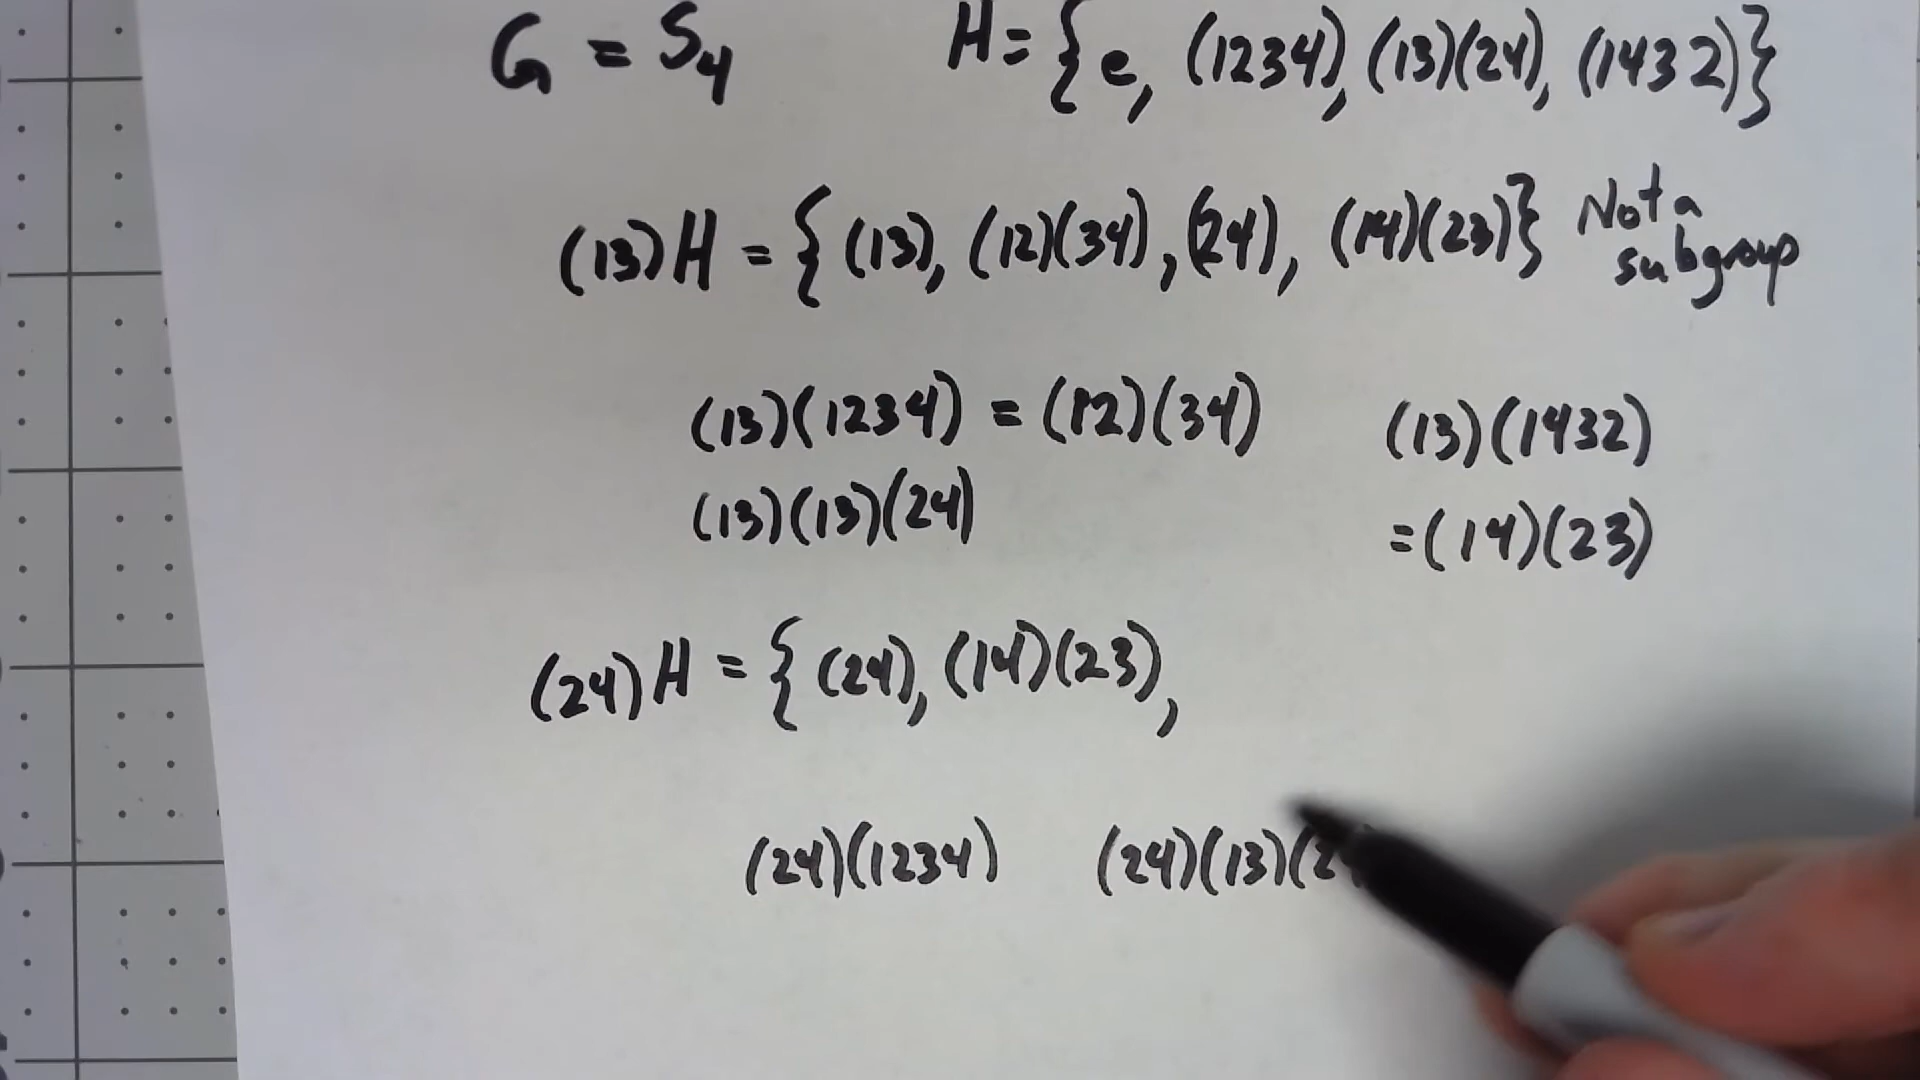 G = S₄ H = {e, (1234), (13)(24), (1432)}
(13)H = {(13), (12)(34), (24), (14)(23)} Not a
subgroup
(13)(1234) = (12)(34) (13)(1432)
(13)(13)(24) =(14)(23)
(24)H = {(24), (14)(23),
(24)(1234) (24)(13)(24